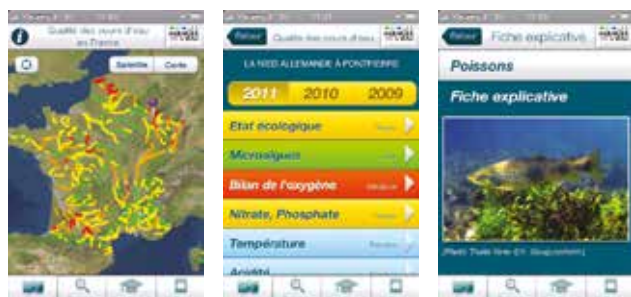 Qualité des cours d'eau
en France
Satellite
Carte
Retour
Qualité des cours d'eau
LA NIED ALLEMANDE À PONTPIERRE
2011
2010
2009
Etat écologique
Microalgues
Bilan de l'oxygène
Nitrate, Phosphate
Température
Acidité
Retour
Fiche explicative
Poissons
Fiche explicative